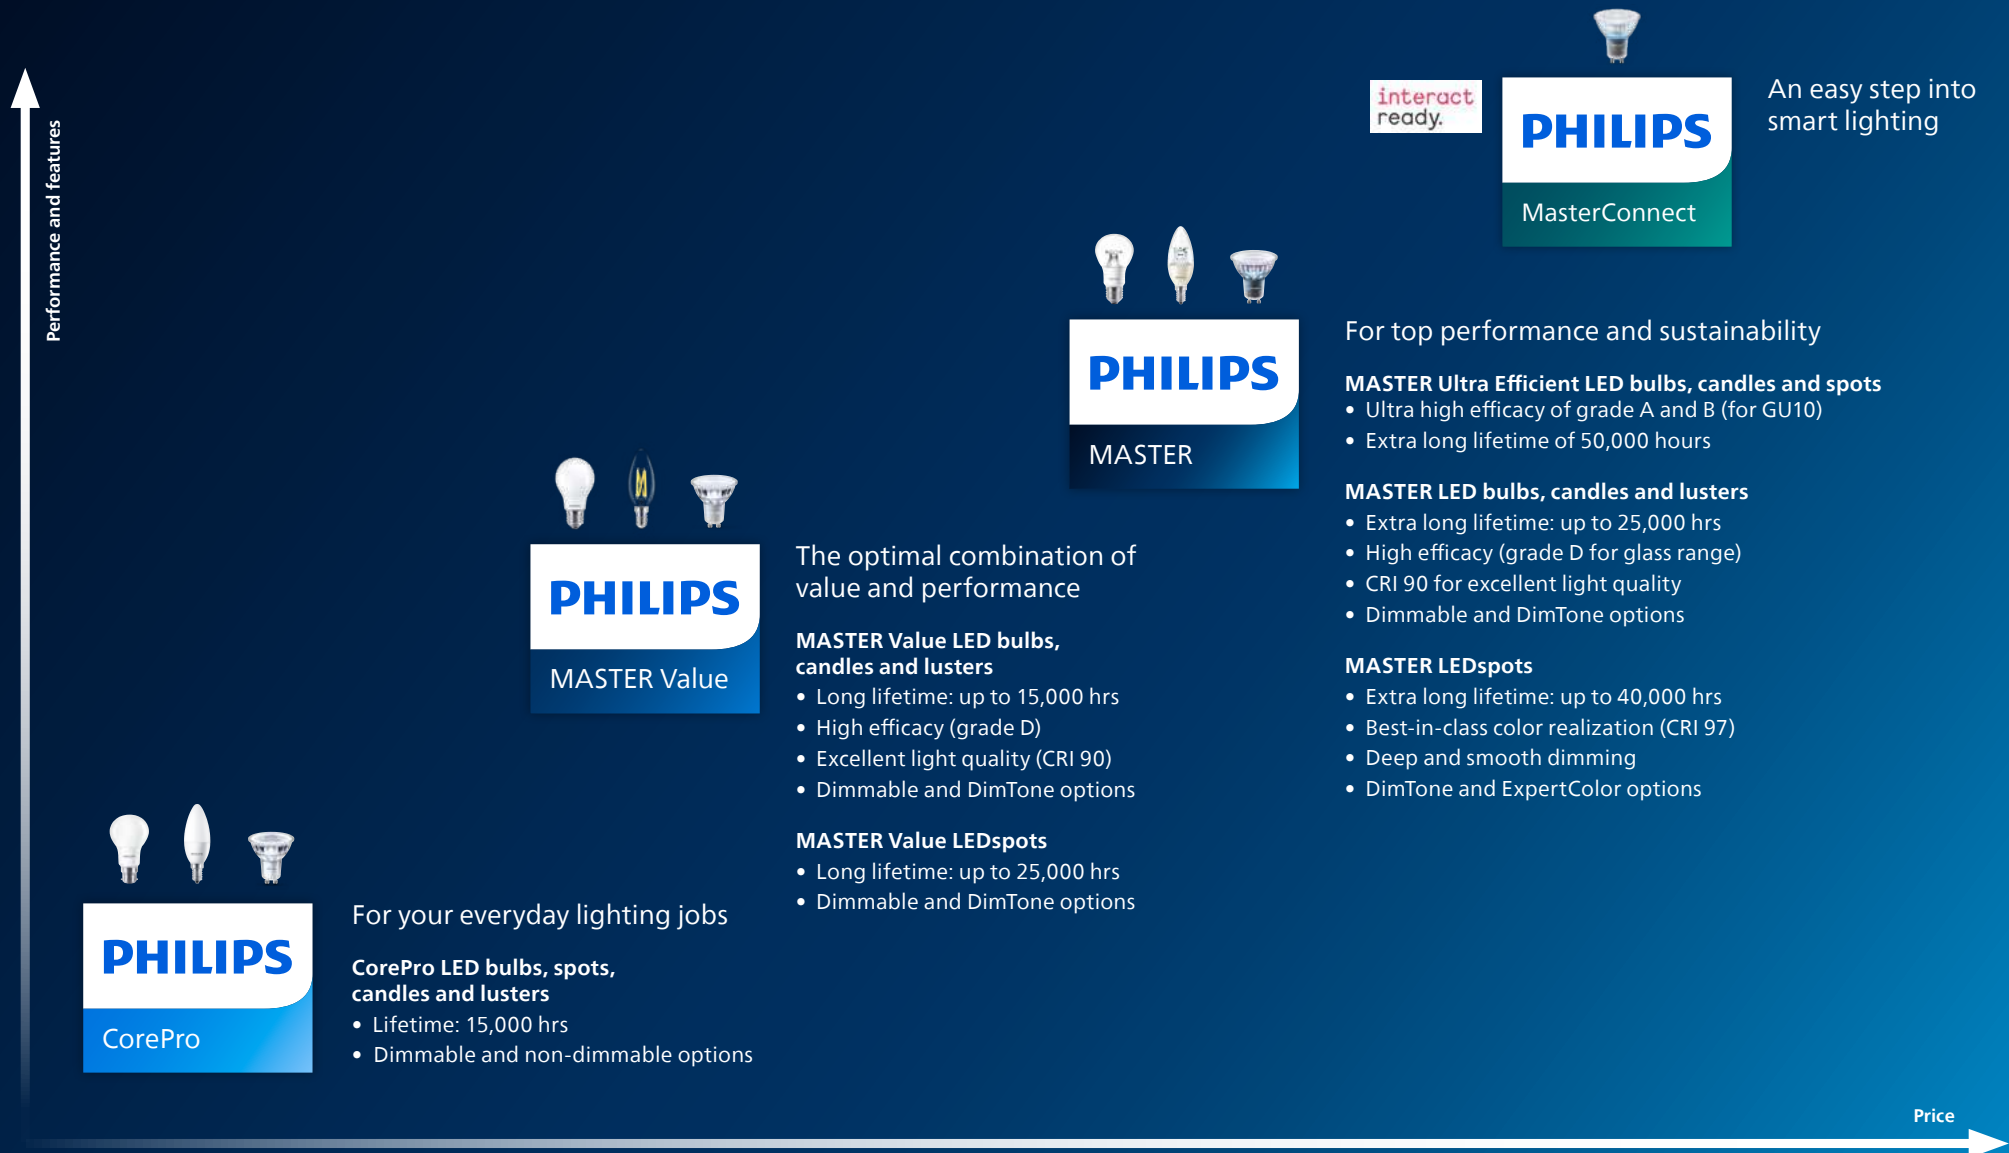 Performance and features
interact
ready.
PHILIPS
MasterConnect
An easy step into
smart lighting
PHILIPS
MASTER
For top performance and sustainability
MASTER Ultra Efficient LED bulbs, candles and spots
• Ultra high efficacy of grade A and B (for GU10)
• Extra long lifetime of 50,000 hours
MASTER LED bulbs, candles and lusters
• Extra long lifetime: up to 25,000 hrs
• High efficacy (grade D for glass range)
• CRI 90 for excellent light quality
• Dimmable and DimTone options
MASTER LEDspots
• Extra long lifetime: up to 40,000 hrs
• Best-in-class color realization (CRI 97)
• Deep and smooth dimming
• DimTone and ExpertColor options
PHILIPS
MASTER Value
The optimal combination of
value and performance
MASTER Value LED bulbs,
candles and lusters
• Long lifetime: up to 15,000 hrs
• High efficacy (grade D)
• Excellent light quality (CRI 90)
• Dimmable and DimTone options
MASTER Value LEDspots
• Long lifetime: up to 25,000 hrs
• Dimmable and DimTone options
PHILIPS
CorePro
For your everyday lighting jobs
CorePro LED bulbs, spots,
candles and lusters
• Lifetime: 15,000 hrs
• Dimmable and non-dimmable options
Price